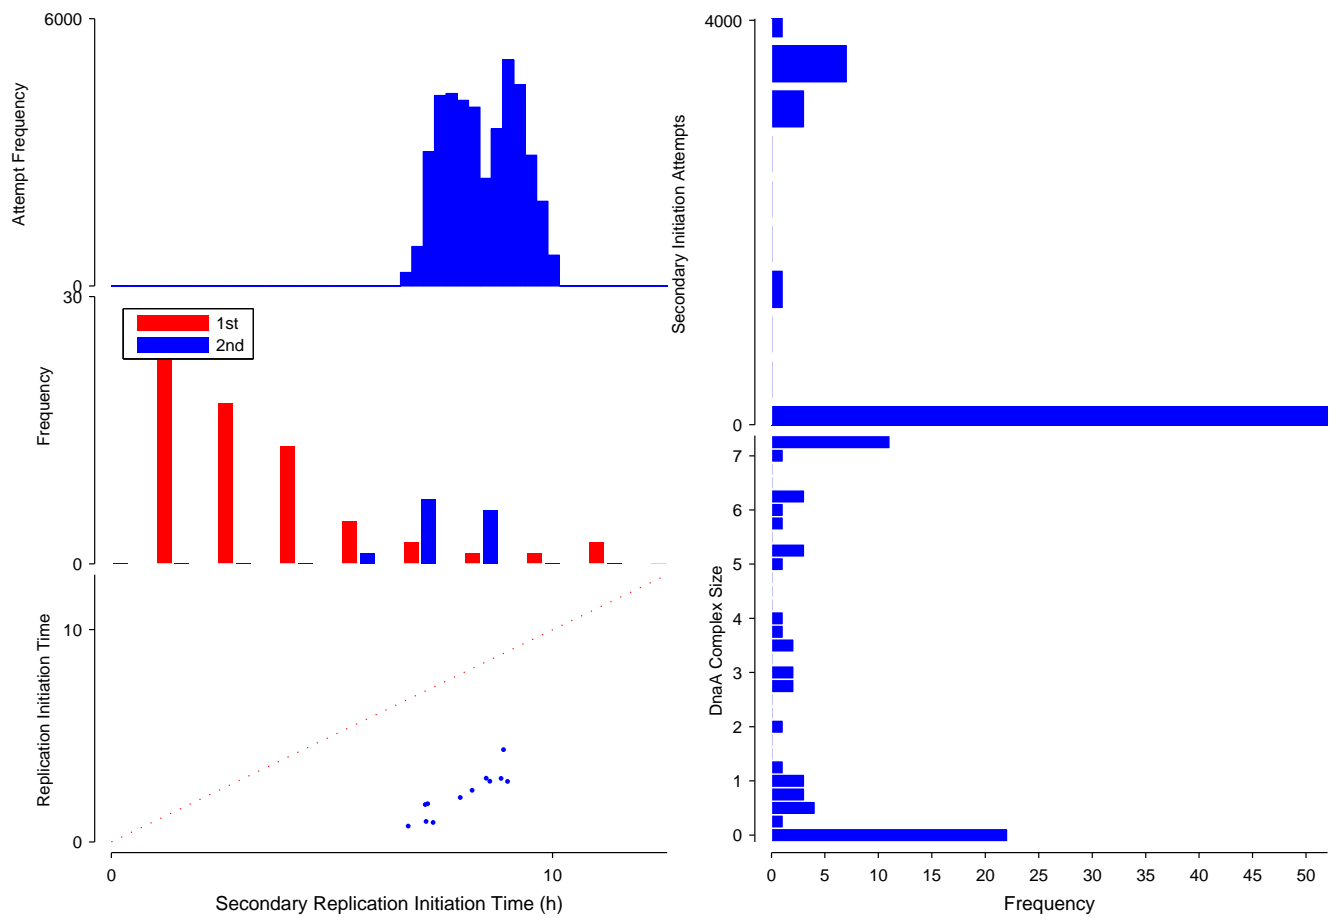 6000
Attempt Frequency
0
30
1st
2nd
Frequency
0
10
Replication Initiation Time
0
0
10
Secondary Replication Initiation Time (h)
4000
Secondary Initiation Attempts
0
7
6
5
4
3
2
1
0
DnaA Complex Size
0 5 10 15 20 25 30 35 40 45 50
Frequency